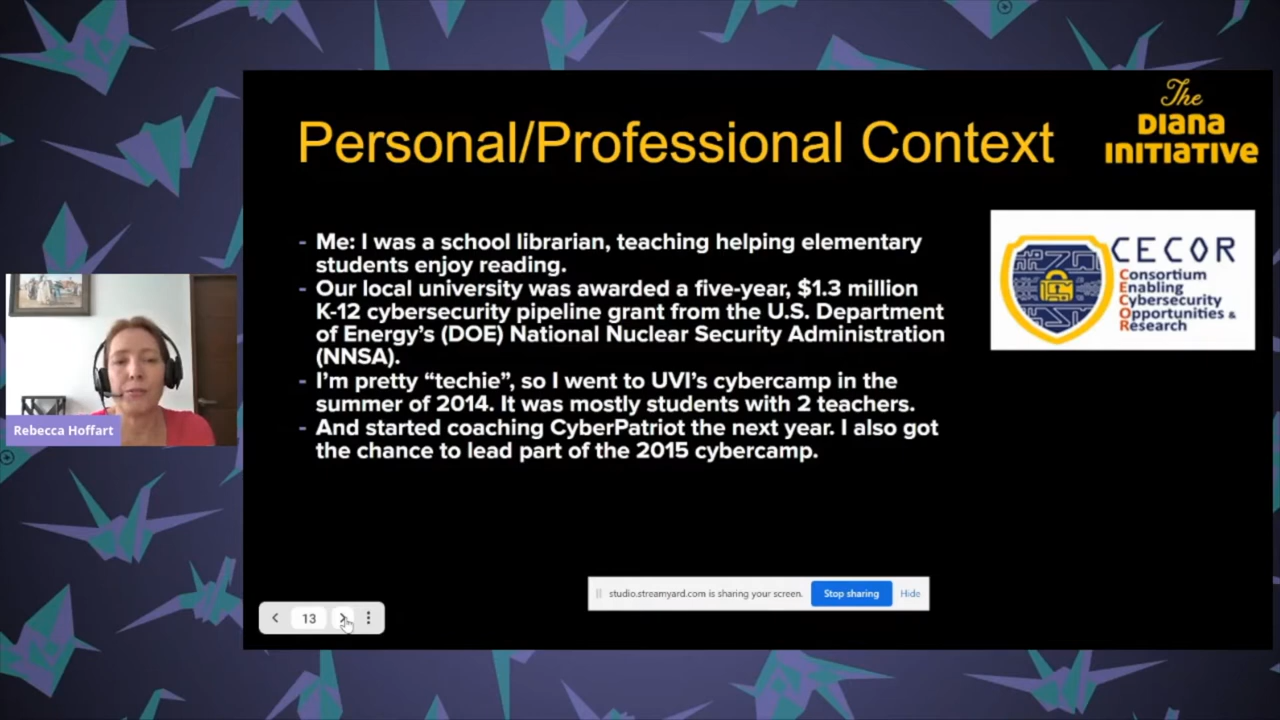 The
DIANA
INITIATIVE
Personal/Professional Context
- Me: I was a school librarian, teaching helping elementary
students enjoy reading.
- Our local university was awarded a five-year, $1.3 million
K-12 cybersecurity pipeline grant from the U.S. Department
of Energy’s (DOE) National Nuclear Security Administration
(NNSA).
- I’m pretty “techie”, so I went to UVI’s cybercamp in the
summer of 2014. It was mostly students with 2 teachers.
- And started coaching CyberPatriot the next year. I also got
the chance to lead part of the 2015 cybercamp.
CECOR
Consortium
Enabling
Cybersecurity
Opportunities &
Research
Rebecca Hoffart
studio.streamyard.com is sharing your screen.
Stop sharing
Hide
13